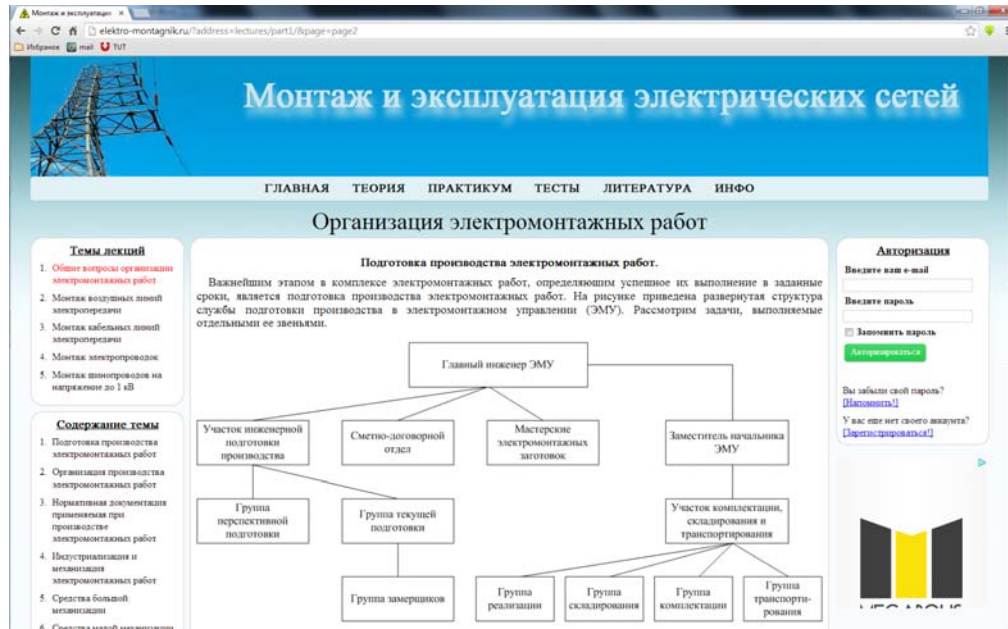 Монтаж и эксплуатация
elektro-montagnik.ru/?address=lectures/part1/&page=page2
Избранное mail TUT
Монтаж и эксплуатация электрических сетей
ГЛАВНАЯ ТЕОРИЯ ПРАКТИКУМ ТЕСТЫ ЛИТЕРАТУРА ИНФО
Организация электромонтажных работ
Темы лекций
1. Общие вопросы организации
электромонтажных работ
2. Монтаж воздушных линий
электропередачи
3. Монтаж кабельных линий
электропередачи
4. Монтаж электропроводок
5. Монтаж шинопроводов на
напряжение до 1 кВ
Содержание темы
1. Подготовка производства
электромонтажных работ
2. Организация производства
электромонтажных работ
3. Нормативная документация
применяемая при
производстве
электромонтажных работ
4. Индустриализация и
механизация
электромонтажных работ
5. Средства большой
механизации
6. Средства малой механизации
Подготовка производства электромонтажных работ.
Важнейшим этапом в комплексе электромонтажных работ, определяющим успешное их выполнение в заданные
сроки, является подготовка производства электромонтажных работ. На рисунке приведена развернутая структура
службы подготовки производства в электромонтажном управлении (ЭМУ). Рассмотрим задачи, выполняемые
отдельными ее звеньями.
Главный инженер ЭМУ
Участок инженерной
подготовки
производства
Сметно-договорной
отдел
Мастерские
электромонтажных
заготовок
Заместитель начальника
ЭМУ
Группа
перспективной
подготовки
Группа текущей
подготовки
Участок комплектации,
складирования и
транспортирования
Группа замерщиков
Группа
реализации
Группа
складирования
Группа
комплектации
Группа
транспорти-
рования
Авторизация
Введите ваш e-mail
Введите пароль
Запомнить пароль
Авторизироваться
Вы забыли свой пароль?
[Напомнить!]
У вас еще нет своего аккаунта?
[Зарегистрироваться!]